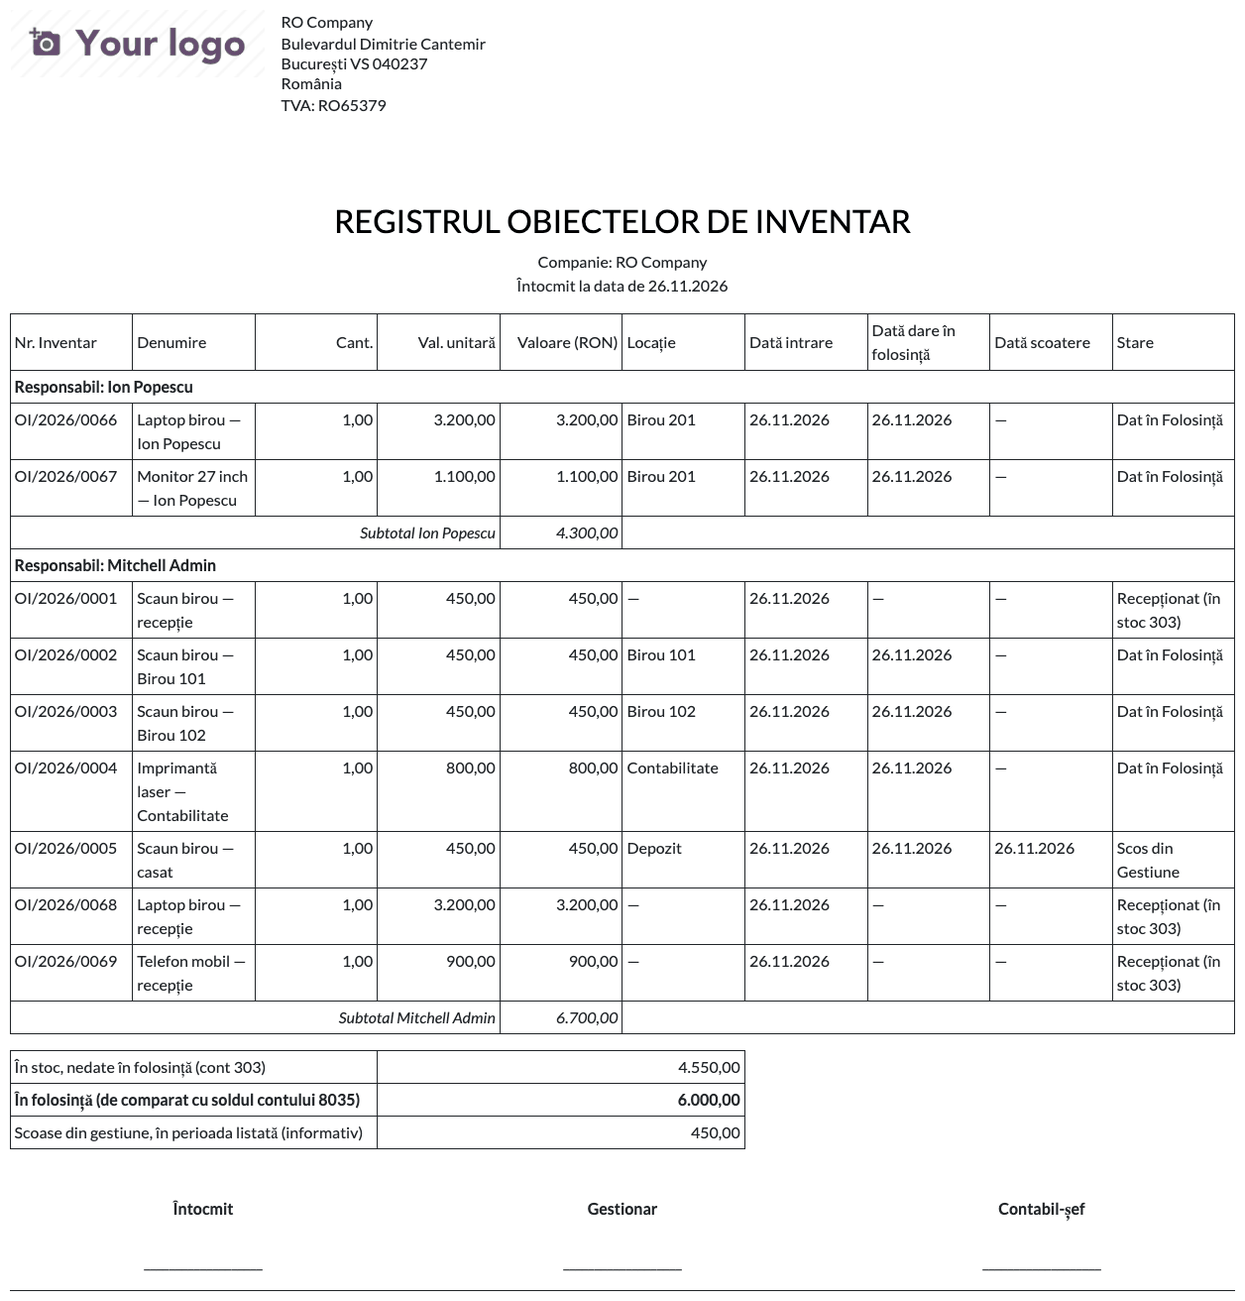 Your logo
RO Company
Bulevardul Dimitrie Cantemir
București VS 040237
România
TVA: RO65379
REGISTRUL OBIECTELOR DE INVENTAR
Companie: RO Company
Întocmit la data de 26.11.2026
Nr. Inventar Denumire Cant. Val. unitară Valoare (RON) Locație Dată intrare Dată dare în folosință Dată scoatere Stare
Responsabil: Ion Popescu
OI/2026/0066 Laptop birou — Ion Popescu 1,00 3.200,00 3.200,00 Birou 201 26.11.2026 26.11.2026 — Dat în Folosință
OI/2026/0067 Monitor 27 inch — Ion Popescu 1,00 1.100,00 1.100,00 Birou 201 26.11.2026 26.11.2026 — Dat în Folosință
Subtotal Ion Popescu 4.300,00
Responsabil: Mitchell Admin
OI/2026/0001 Scaun birou — recepție 1,00 450,00 450,00 — 26.11.2026 — — Recepționat (în stoc 303)
OI/2026/0002 Scaun birou — Birou 101 1,00 450,00 450,00 Birou 101 26.11.2026 26.11.2026 — Dat în Folosință
OI/2026/0003 Scaun birou — Birou 102 1,00 450,00 450,00 Birou 102 26.11.2026 26.11.2026 — Dat în Folosință
OI/2026/0004 Imprimantă laser — Contabilitate 1,00 800,00 800,00 Contabilitate 26.11.2026 26.11.2026 — Dat în Folosință
OI/2026/0005 Scaun birou — casat 1,00 450,00 450,00 Depozit 26.11.2026 26.11.2026 26.11.2026 Scos din Gestiune
OI/2026/0068 Laptop birou — recepție 1,00 3.200,00 3.200,00 — 26.11.2026 — — Recepționat (în stoc 303)
OI/2026/0069 Telefon mobil — recepție 1,00 900,00 900,00 — 26.11.2026 — — Recepționat (în stoc 303)
Subtotal Mitchell Admin 6.700,00
În stoc, nedate în folosință (cont 303) 4.550,00
În folosință (de comparat cu soldul contului 8035) 6.000,00
Scoase din gestiune, în perioada listată (informativ) 450,00
Întocmit Gestionar Contabil-șef